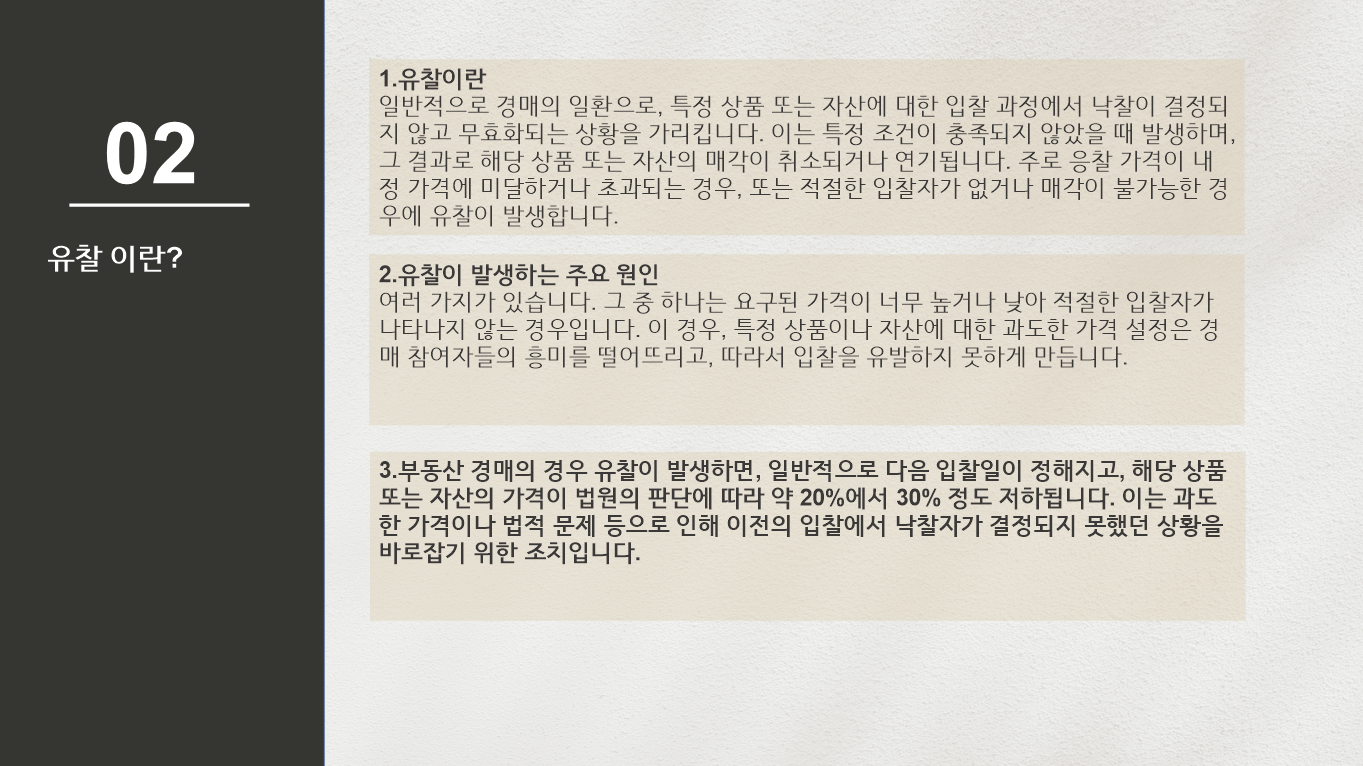 02
유찰 이란?
1.유찰이란
일반적으로 경매의 일환으로, 특정 상품 또는 자산에 대한 입찰 과정에서 낙찰이 결정되
지 않고 무효화되는 상황을 가리킵니다. 이는 특정 조건이 충족되지 않았을 때 발생하며,
그 결과로 해당 상품 또는 자산의 매각이 취소되거나 연기됩니다. 주로 응찰 가격이 내
정 가격에 미달하거나 초과되는 경우, 또는 적절한 입찰자가 없거나 매각이 불가능한 경
우에 유찰이 발생합니다.
2.유찰이 발생하는 주요 원인
여러 가지가 있습니다. 그 중 하나는 요구된 가격이 너무 높거나 낮아 적절한 입찰자가
나타나지 않는 경우입니다. 이 경우, 특정 상품이나 자산에 대한 과도한 가격 설정은 경
매 참여자들의 흥미를 떨어뜨리고, 따라서 입찰을 유발하지 못하게 만듭니다.
3.부동산 경매의 경우 유찰이 발생하면, 일반적으로 다음 입찰일이 정해지고, 해당 상품
또는 자산의 가격이 법원의 판단에 따라 약 20%에서 30% 정도 저하됩니다. 이는 과도
한 가격이나 법적 문제 등으로 인해 이전의 입찰에서 낙찰자가 결정되지 못했던 상황을
바로잡기 위한 조치입니다.